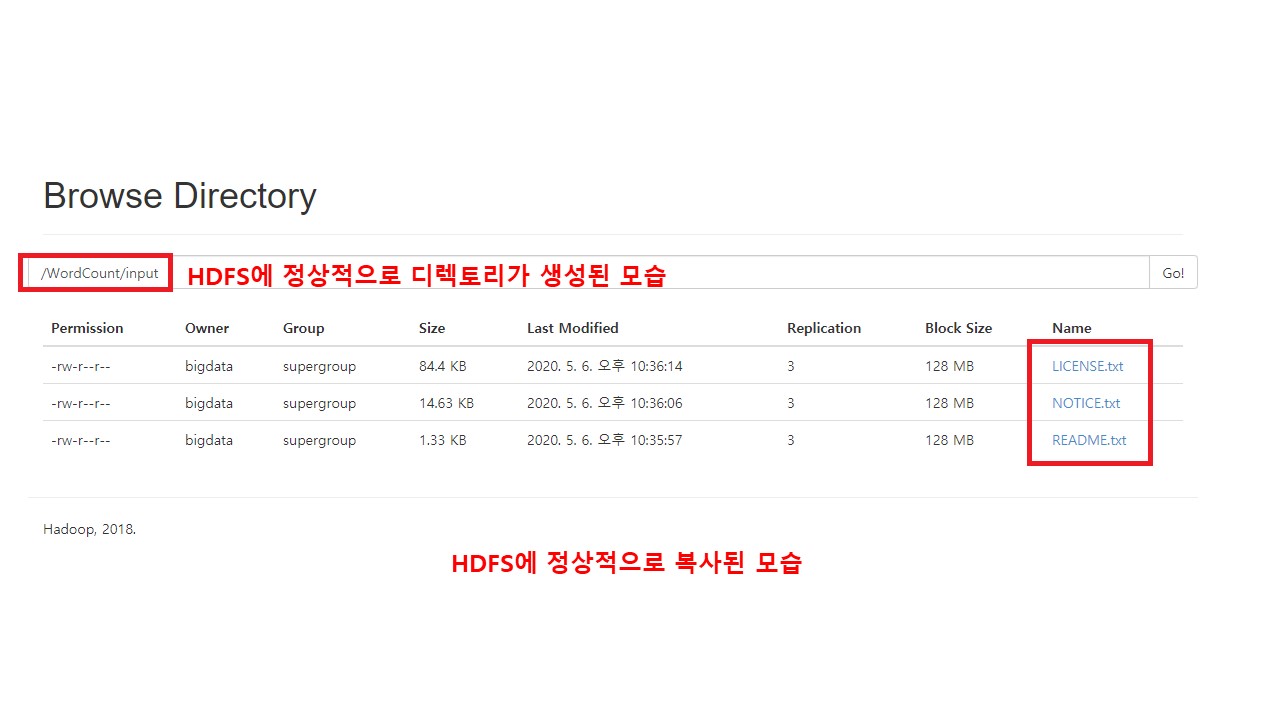 Browse Directory
/WordCount/input HDFS에 정상적으로 디렉토리가 생성된 모습 Go!
Permission Owner Group Size Last Modified Replication Block Size Name
-rw-r--r-- bigdata supergroup 84.4 KB 2020. 5. 6. 오후 10:36:14 3 128 MB LICENSE.txt
-rw-r--r-- bigdata supergroup 14.63 KB 2020. 5. 6. 오후 10:36:06 3 128 MB NOTICE.txt
-rw-r--r-- bigdata supergroup 1.33 KB 2020. 5. 6. 오후 10:35:57 3 128 MB README.txt
Hadoop, 2018.
HDFS에 정상적으로 복사된 모습